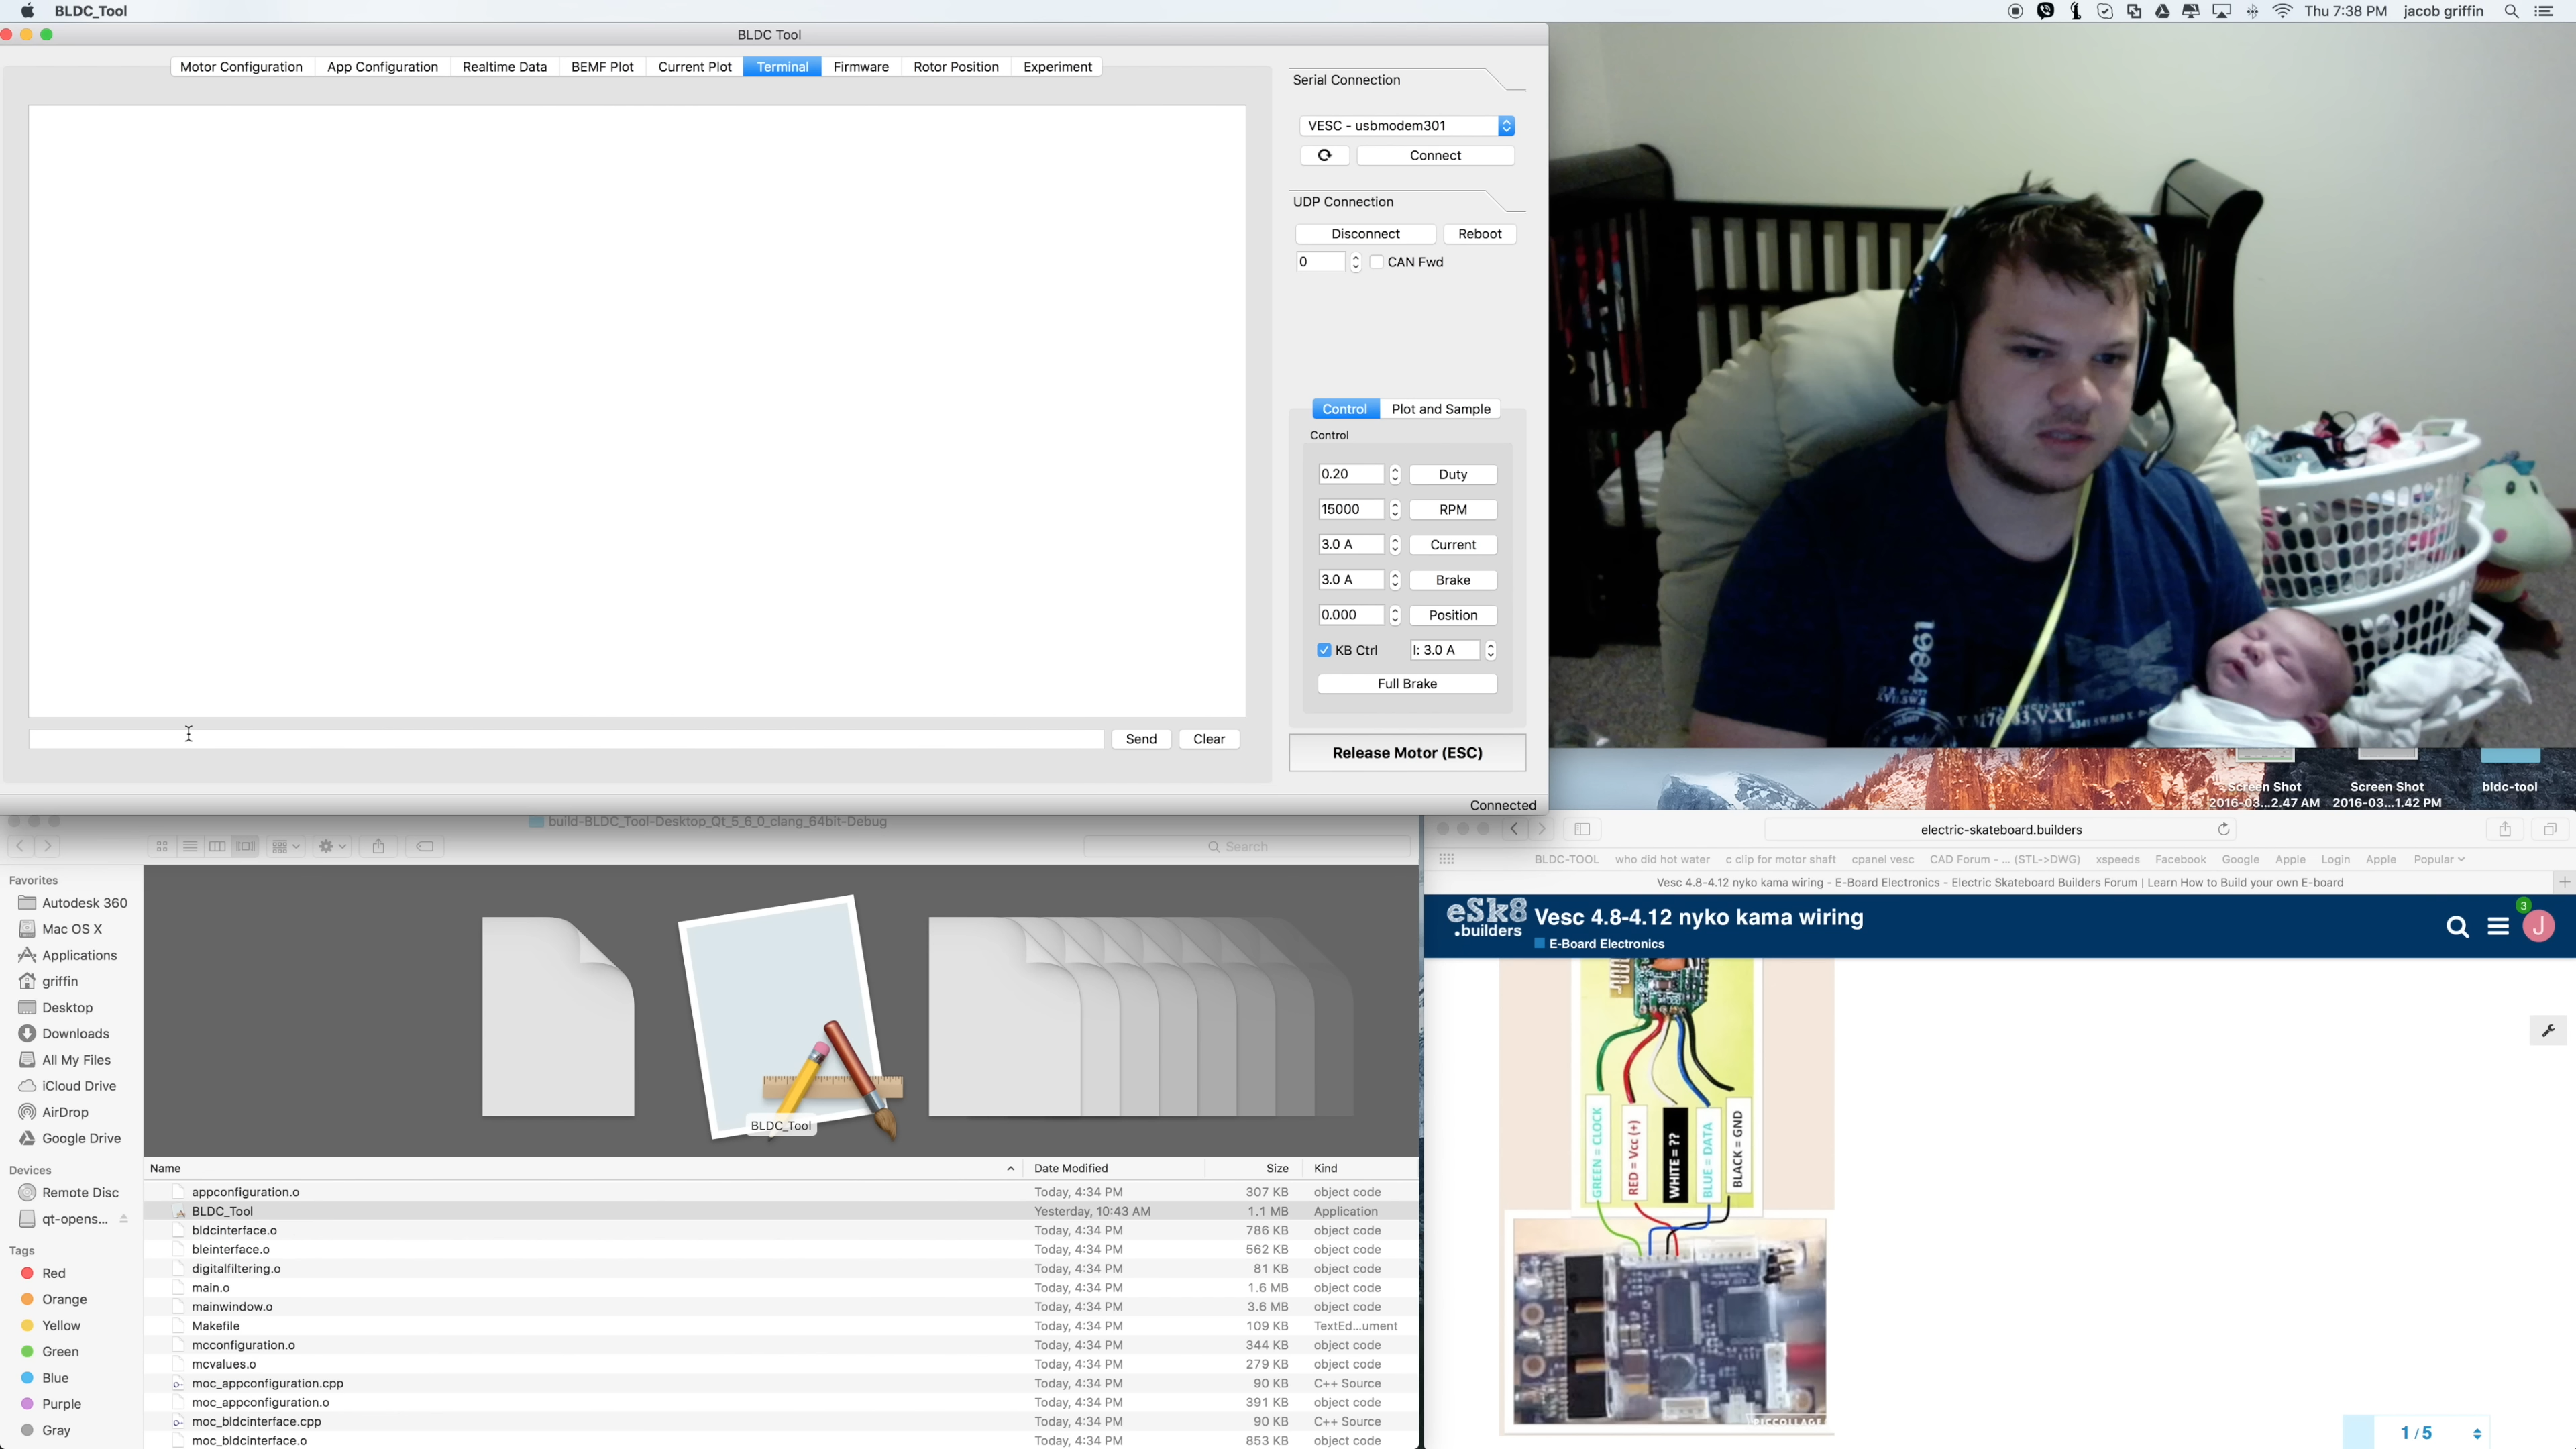 BLDC_Tool
Thu 7:38 PM jacob griffin
BLDC Tool
Motor Configuration App Configuration Realtime Data BEMF Plot Current Plot Terminal Firmware Rotor Position Experiment
Serial Connection
VESC - usbmodem301
Connect
UDP Connection
Disconnect Reboot
0 CAN Fwd
Control Plot and Sample
Control
0.20 Duty
15000 RPM
3.0 A Current
3.0 A Brake
0.000 Position
KB Ctrl I: 3.0 A
Full Brake
Send Clear
Release Motor (ESC)
Connected
1984
Screen Shot
2016-03...2.47 AM
Screen Shot
2016-03...1.42 PM
bldc-tool
build-BLDC_Tool-Desktop_Qt_5_6_0_clang_64bit-Debug
Search
Favorites
Autodesk 360
Mac OS X
Applications
griffin
Desktop
Downloads
All My Files
iCloud Drive
AirDrop
Google Drive
Devices
Remote Disc
qt-opens...
Tags
Red
Orange
Yellow
Green
Blue
Purple
Gray
BLDC_Tool
Name Date Modified Size Kind
appconfiguration.o Today, 4:34 PM 307 KB object code
BLDC_Tool Yesterday, 10:43 AM 1.1 MB Application
bldcinterface.o Today, 4:34 PM 786 KB object code
bleinterface.o Today, 4:34 PM 562 KB object code
digitalfiltering.o Today, 4:34 PM 81 KB object code
main.o Today, 4:34 PM 1.6 MB object code
mainwindow.o Today, 4:34 PM 3.6 MB object code
Makefile Today, 4:34 PM 109 KB TextEd...ument
mcconfiguration.o Today, 4:34 PM 344 KB object code
mcvalues.o Today, 4:34 PM 279 KB object code
moc_appconfiguration.cpp Today, 4:34 PM 90 KB C++ Source
moc_appconfiguration.o Today, 4:34 PM 391 KB object code
moc_bldcinterface.cpp Today, 4:34 PM 90 KB C++ Source
moc_bldcinterface.o Today, 4:34 PM 853 KB object code
electric-skateboard.builders
BLDC-TOOL who did hot water c clip for motor shaft cpanel vesc CAD Forum - ... (STL->DWG) xspeeds Facebook Google Apple Login Apple Popular
Vesc 4.8-4.12 nyko kama wiring - E-Board Electronics - Electric Skateboard Builders Forum | Learn How to Build your own E-board
eSk8
.builders
Vesc 4.8-4.12 nyko kama wiring
E-Board Electronics
3
J
GREEN = CLOCK
RED = Vcc (+)
WHITE = ??
BLUE = DATA
BLACK = GND
PICCOLLAGE
1 / 5